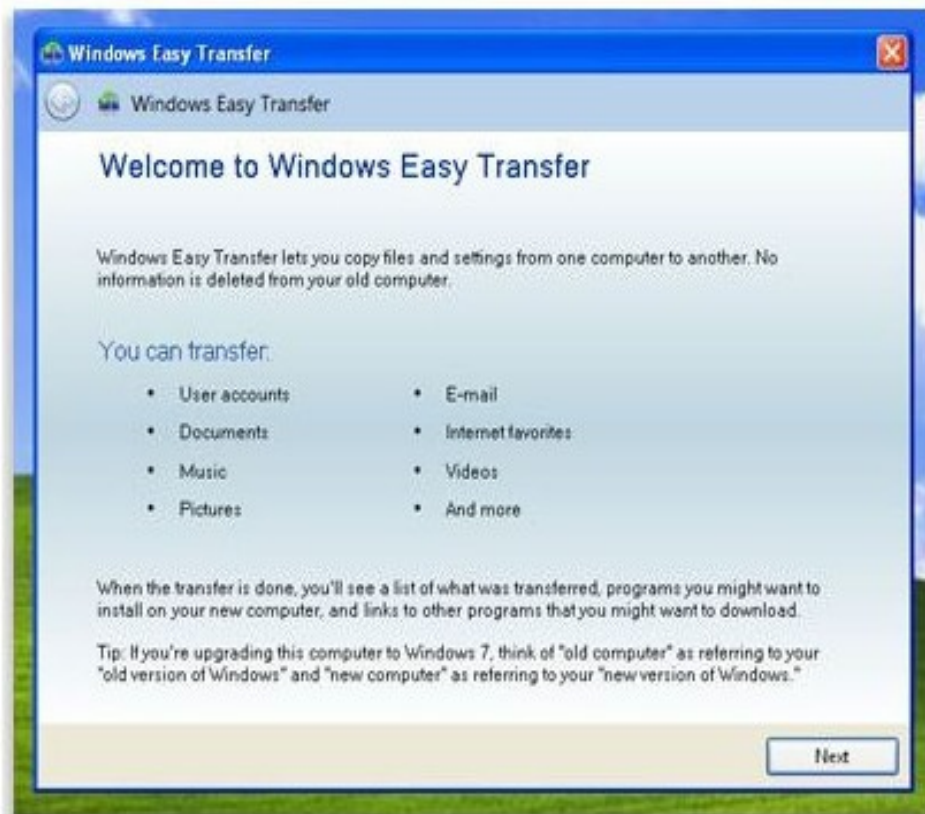 Windows Easy Transfer
Windows Easy Transfer
Welcome to Windows Easy Transfer
Windows Easy Transfer lets you copy files and settings from one computer to another. No
information is deleted from your old computer.
You can transfer:
• User accounts
• Documents
• Music
• Pictures
• E-mail
• Internet favorites
• Videos
• And more
When the transfer is done, you'll see a list of what was transferred, programs you might want to
install on your new computer, and links to other programs that you might want to download.
Tip: If you're upgrading this computer to Windows 7, think of "old computer" as referring to your
"old version of Windows" and "new computer" as referring to your "new version of Windows."
Next